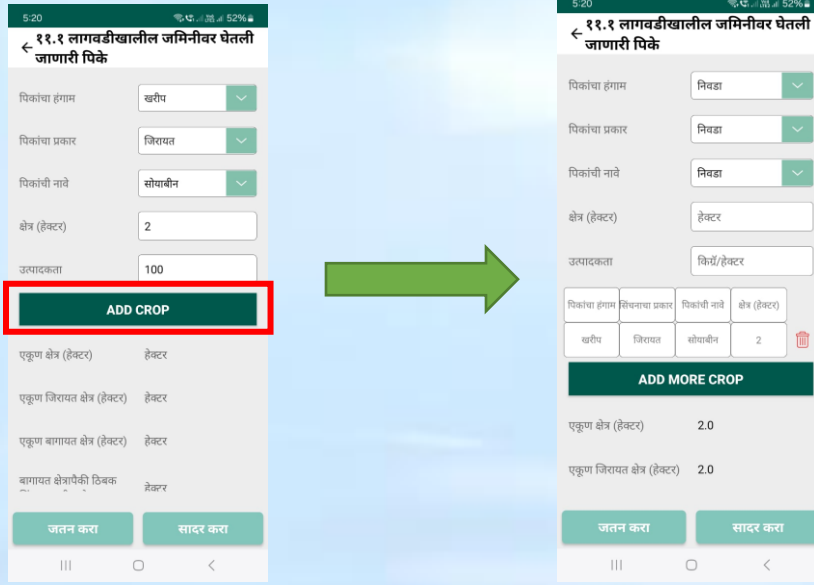 5:20 52%
११.१ लागवडीखालील जमिनीवर घेतली
जाणारी पिके
पिकांचा हंगाम खरीप
पिकांचा प्रकार जिरायत
पिकांची नावे सोयाबीन
क्षेत्र (हेक्टर) 2
उत्पादकता 100
ADD CROP
एकूण क्षेत्र (हेक्टर) हेक्टर
एकूण जिरायत क्षेत्र (हेक्टर) हेक्टर
एकूण बागायत क्षेत्र (हेक्टर) हेक्टर
बागायत क्षेत्रापैकी ठिबक हेक्टर
जतन करा सादर करा
5:20 52%
११.१ लागवडीखालील जमिनीवर घेतली
जाणारी पिके
पिकांचा हंगाम निवडा
पिकांचा प्रकार निवडा
पिकांची नावे निवडा
क्षेत्र (हेक्टर) हेक्टर
उत्पादकता किग्रॅ/हेक्टर
पिकांचा हंगाम सिंचनाचा प्रकार पिकांची नावे क्षेत्र (हेक्टर)
खरीप जिरायत सोयाबीन 2
ADD MORE CROP
एकूण क्षेत्र (हेक्टर) 2.0
एकूण जिरायत क्षेत्र (हेक्टर) 2.0
जतन करा सादर करा